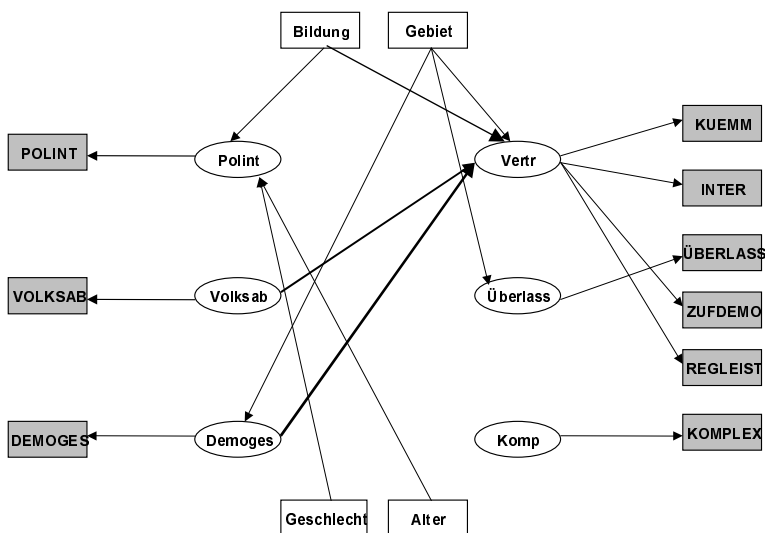 Bildung
Gebiet
KUEMM
POLINT
Polint
Vertr
INTER
ÜBERLASS
VOLKSAB
Volksab
Überlass
ZUFDEMO
REGLEIST
DEMOGES
Demoges
Komp
KOMPLEX
Geschlecht
Alter